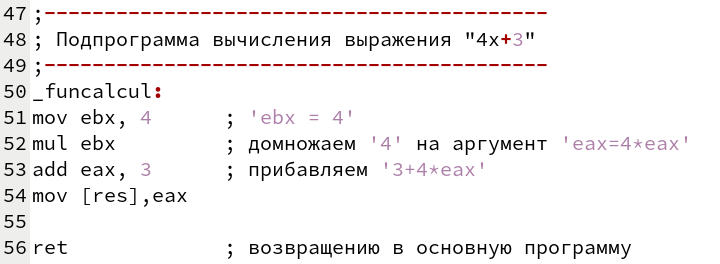 47 ;------------------------------------------
48 ; Подпрограмма вычисления выражения "4x+3"
49 ;------------------------------------------
50 _funcalcul:
51 mov ebx, 4      ; 'ebx = 4'
52 mul ebx         ; домножаем '4' на аргумент 'eax=4*eax'
53 add eax, 3      ; прибавляем '3+4*eax'
54 mov [res],eax
55
56 ret             ; возвращению в основную программу